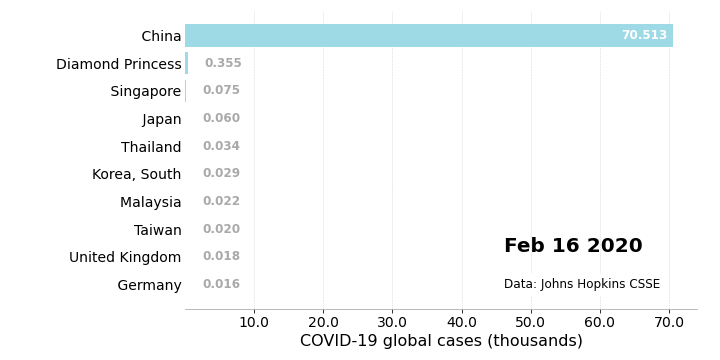 China 70.513
Diamond Princess 0.355
Singapore 0.075
Japan 0.060
Thailand 0.034
Korea, South 0.029
Malaysia 0.022
Taiwan 0.020
United Kingdom 0.018
Germany 0.016
Feb 16 2020
Data: Johns Hopkins CSSE
10.0 20.0 30.0 40.0 50.0 60.0 70.0
COVID-19 global cases (thousands)